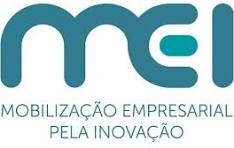 MEI
MOBILIZAÇÃO EMPRESARIAL
PELA INOVAÇÃO